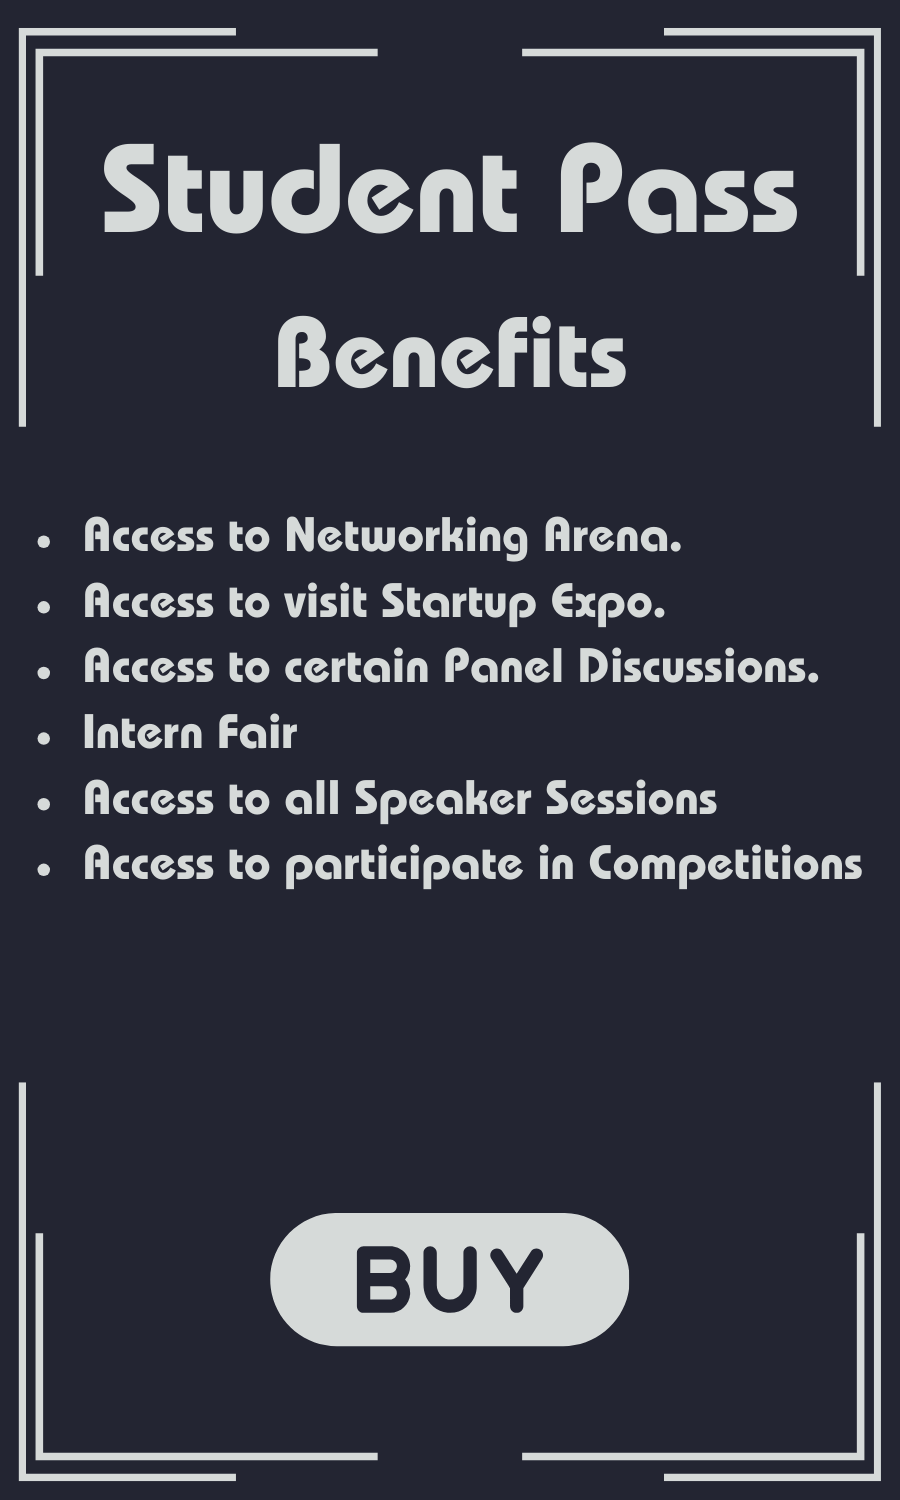 Student Pass
Benefits
• Access to Networking Arena.
• Access to visit Startup Expo.
• Access to certain Panel Discussions.
• Intern Fair
• Access to all Speaker Sessions
• Access to participate in Competitions
BUY